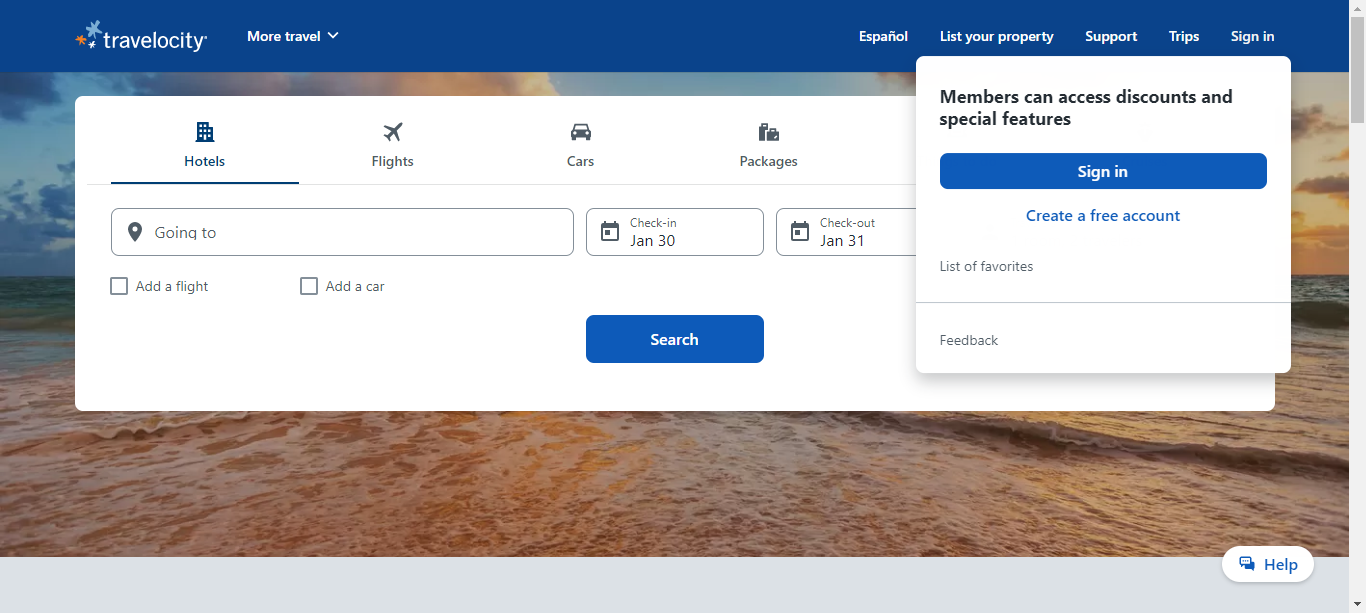 travelocity
More travel
Español
List your property
Support
Trips
Sign in
Members can access discounts and
special features
Sign in
Create a free account
List of favorites
Feedback
Hotels
Flights
Cars
Packages
Going to
Check-in
Jan 30
Check-out
Jan 31
Add a flight
Add a car
Search
Help